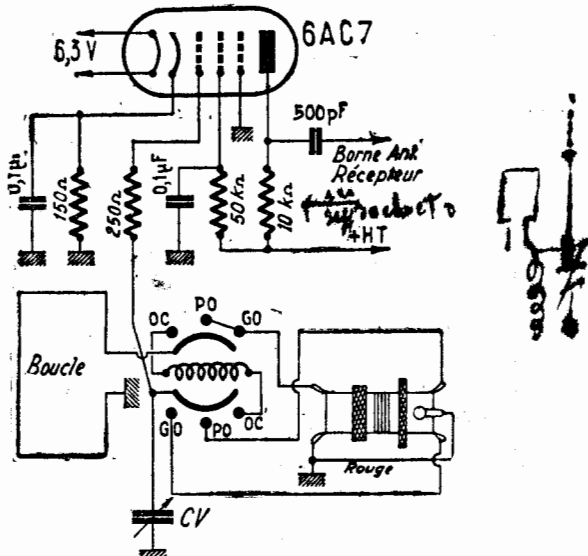 6,3 V
6AC7
500pF
Borne Ant.
Récepteur
+HT
0,1µ
150Ω
250Ω
0,1µF
50 kΩ
10 kΩ
OC
PO
GO
Boucle
GO
PO
OC
Rouge
CV